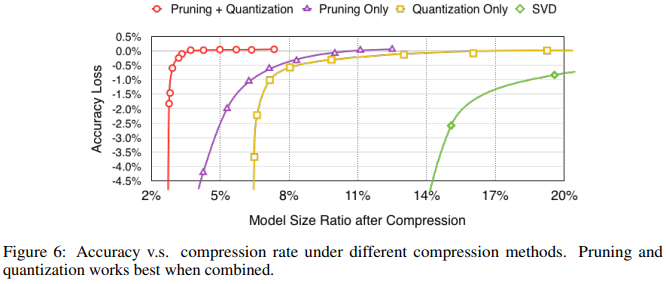 Pruning + Quantization Pruning Only Quantization Only SVD
0.5%
0.0%
-0.5%
-1.0%
-1.5%
-2.0%
-2.5%
-3.0%
-3.5%
-4.0%
-4.5%
Accuracy Loss
2% 5% 8% 11% 14% 17% 20%
Model Size Ratio after Compression
Figure 6: Accuracy v.s. compression rate under different compression methods. Pruning and
quantization works best when combined.